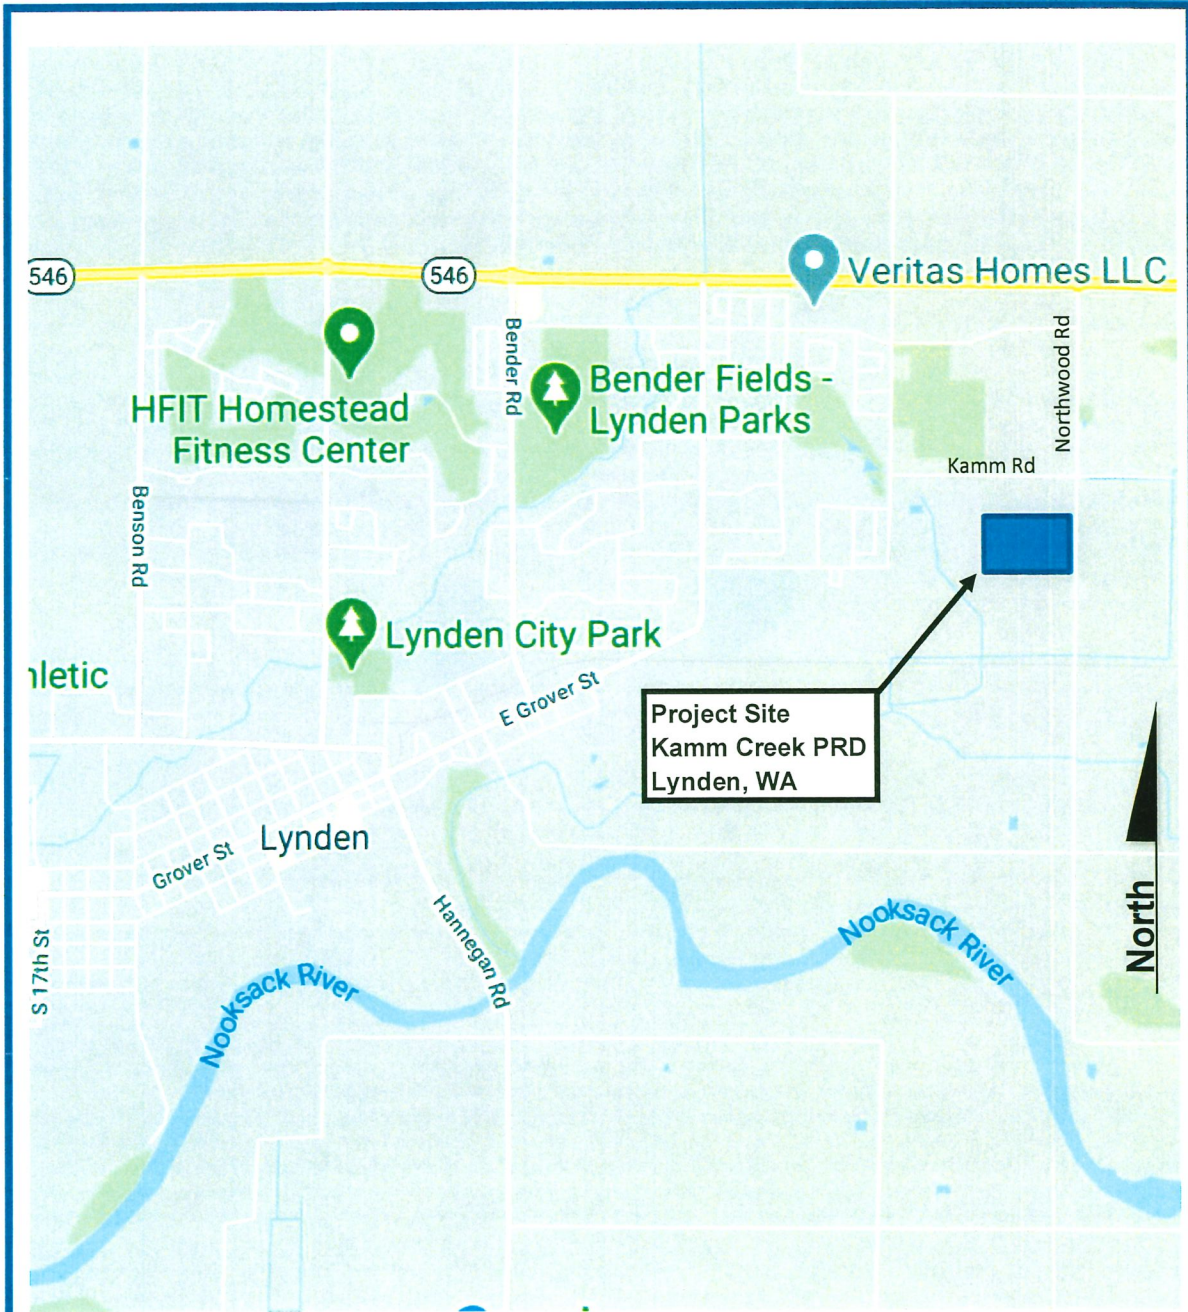 546
546
Veritas Homes LLC
Bender Rd
Northwood Rd
HFIT Homestead
Fitness Center
Bender Fields -
Lynden Parks
Kamm Rd
Benson Rd
Lynden City Park
hletic
E Grover St
Project Site
Kamm Creek PRD
Lynden, WA
Lynden
Grover St
Hannegan Rd
Nooksack River
Nooksack River
S 17th St
North